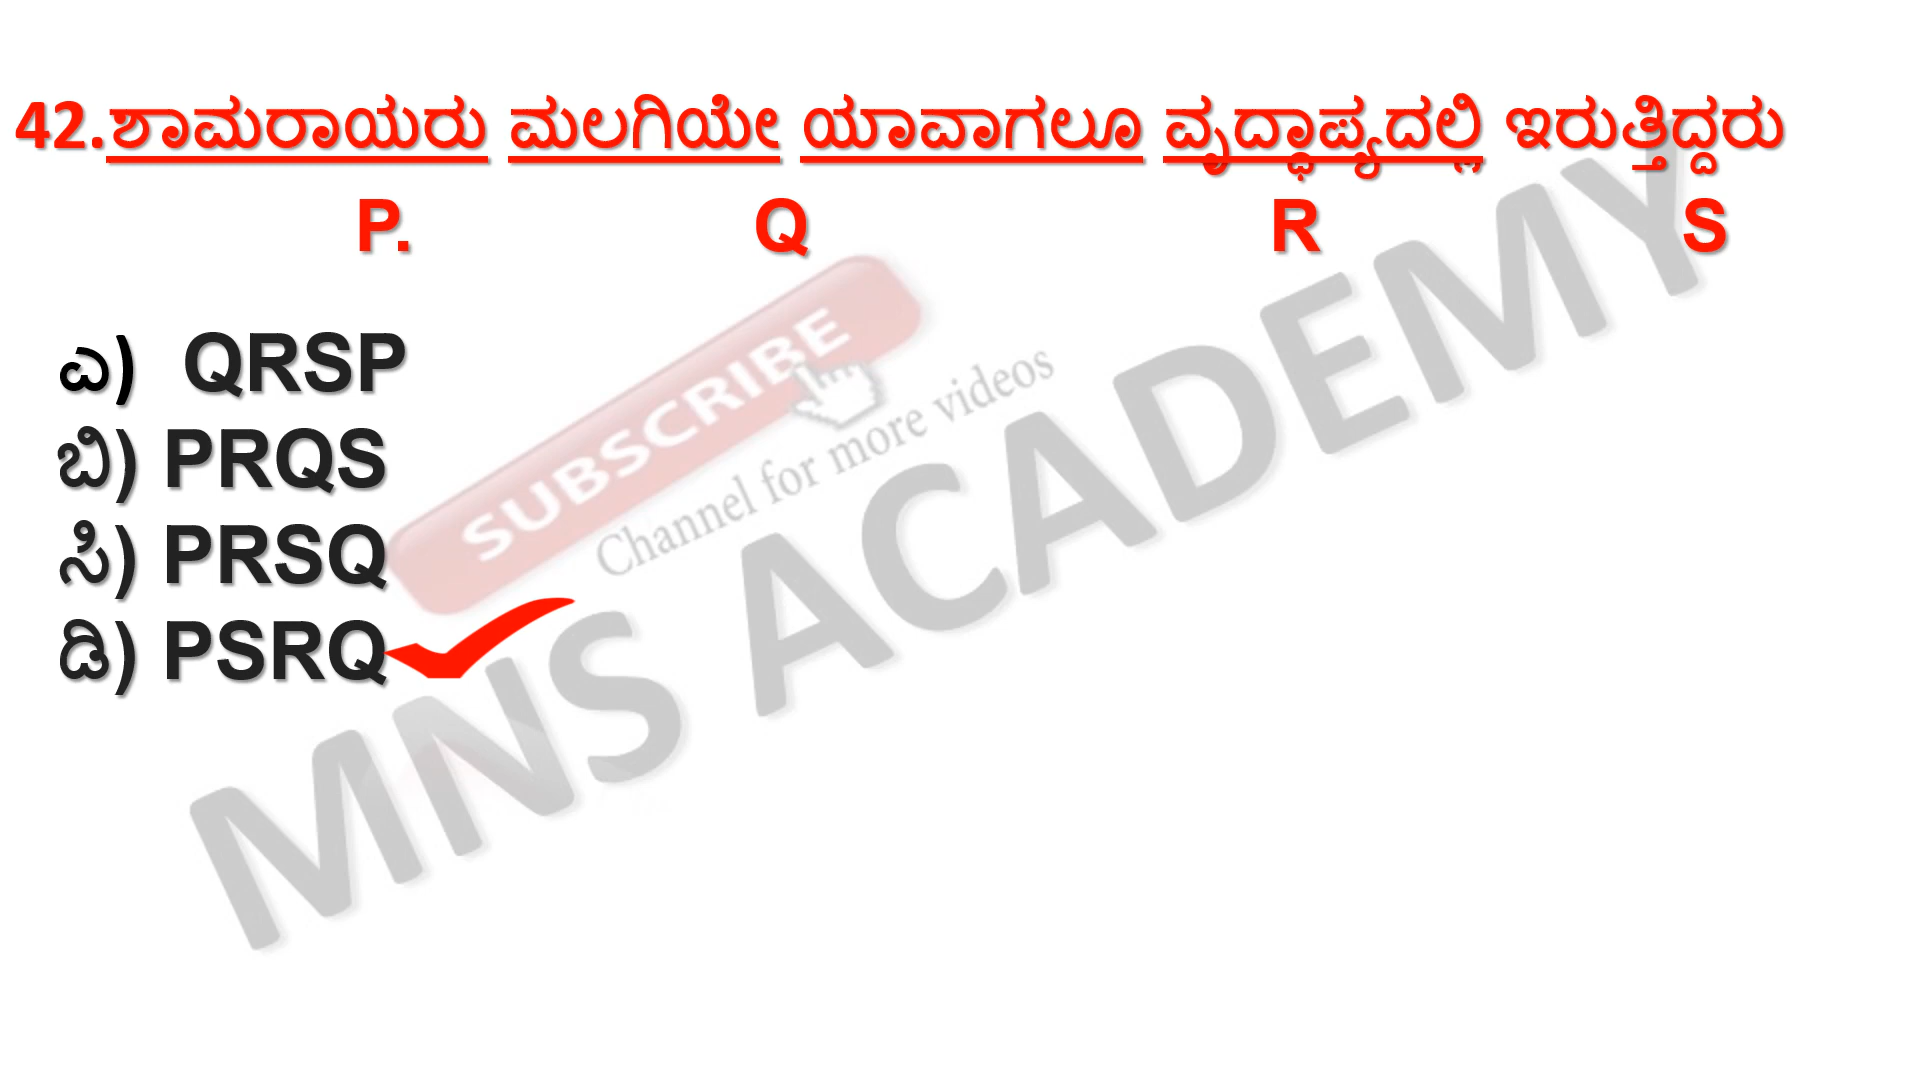 42.ಶಾಮರಾಯರು ಮಲಗಿಯೇ ಯಾವಾಗಲೂ ವೃದ್ಧಾಪ್ಯದಲ್ಲಿ ಇರುತ್ತಿದ್ದರು
P. Q R S
ಎ) QRSP
ಬಿ) PRQS
ಸಿ) PRSQ
ಡಿ) PSRQ
SUBSCRIBE
Channel for more videos
MNS ACADEMY